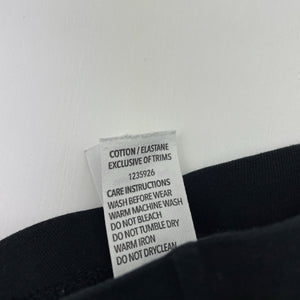 COTTON / ELASTANE
EXCLUSIVE OF TRIMS
1235926
CARE INSTRUCTIONS
WASH BEFORE WEAR
WARM MACHINE WASH
DO NOT BLEACH
DO NOT TUMBLE DRY
WARM IRON
DO NOT DRYCLEAN